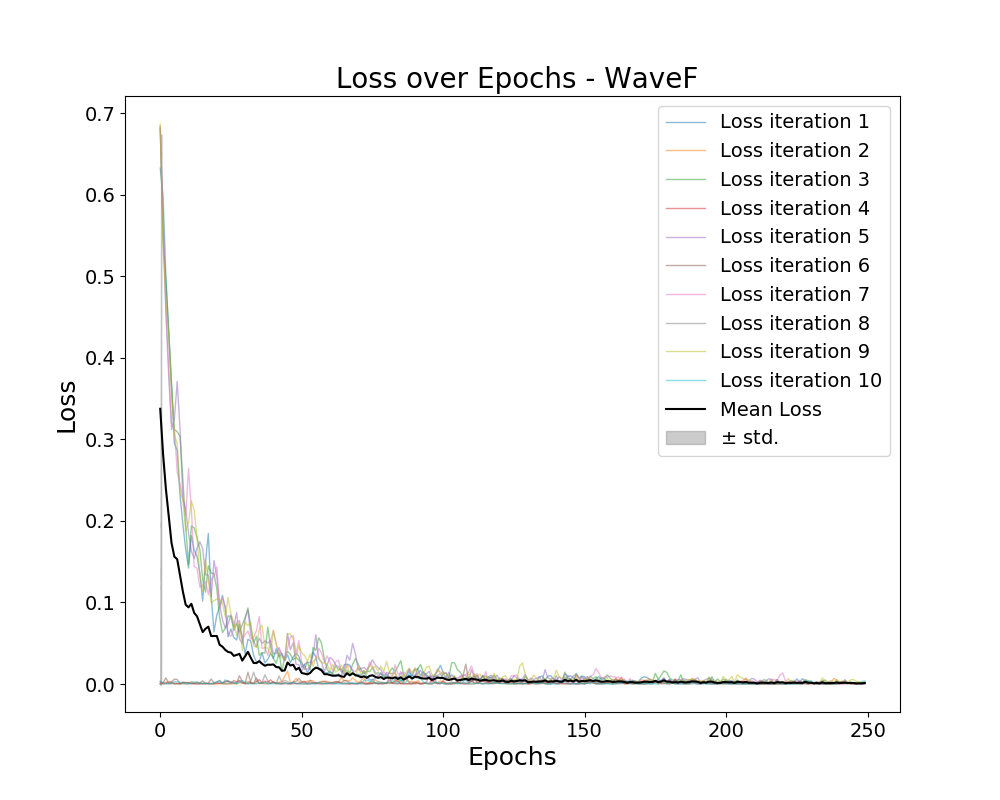 Loss over Epochs - WaveF
Loss
0.7
0.6
0.5
0.4
0.3
0.2
0.1
0.0
Loss iteration 1
Loss iteration 2
Loss iteration 3
Loss iteration 4
Loss iteration 5
Loss iteration 6
Loss iteration 7
Loss iteration 8
Loss iteration 9
Loss iteration 10
Mean Loss
± std.
0 50 100 150 200 250
Epochs